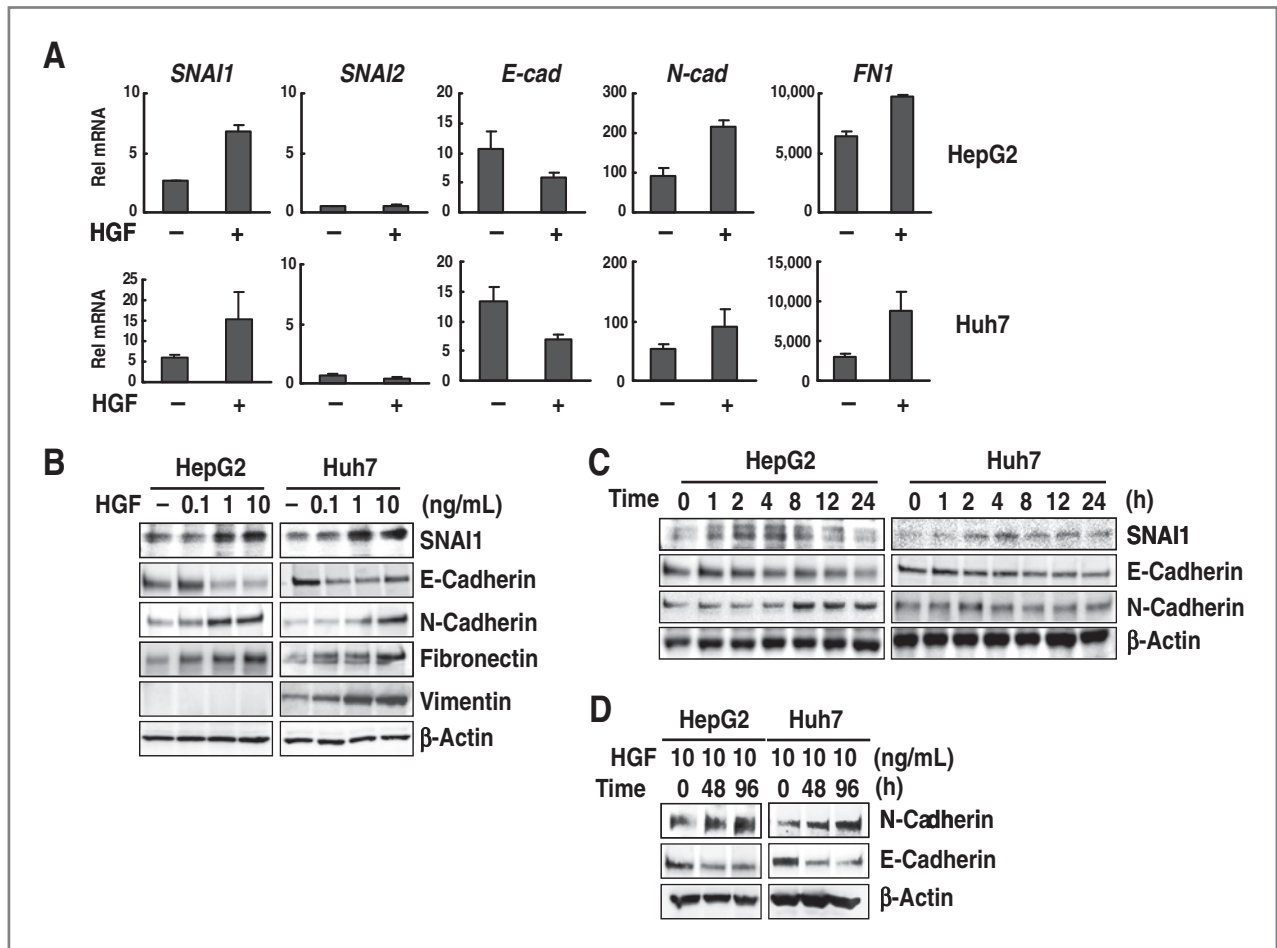 A
SNAI1 SNAI2 E-cad N-cad FN1
Rel mRNA
10
5
0
10
5
0
20
15
10
5
0
300
200
100
0
10,000
5,000
0
HepG2
HGF − + − + − + − + − +
Rel mRNA
25
20
15
10
5
0
10
5
0
20
15
10
5
0
200
100
0
15,000
10,000
5,000
0
Huh7
HGF − + − + − + − + − +
B
HepG2 Huh7
HGF − 0.1 1 10 − 0.1 1 10 (ng/mL)
SNAI1
E-Cadherin
N-Cadherin
Fibronectin
Vimentin
β-Actin
C
HepG2 Huh7
Time 0 1 2 4 8 12 24 0 1 2 4 8 12 24 (h)
SNAI1
E-Cadherin
N-Cadherin
β-Actin
D
HepG2 Huh7
HGF 10 10 10 10 10 10 (ng/mL)
Time 0 48 96 0 48 96 (h)
N-Cadherin
E-Cadherin
β-Actin